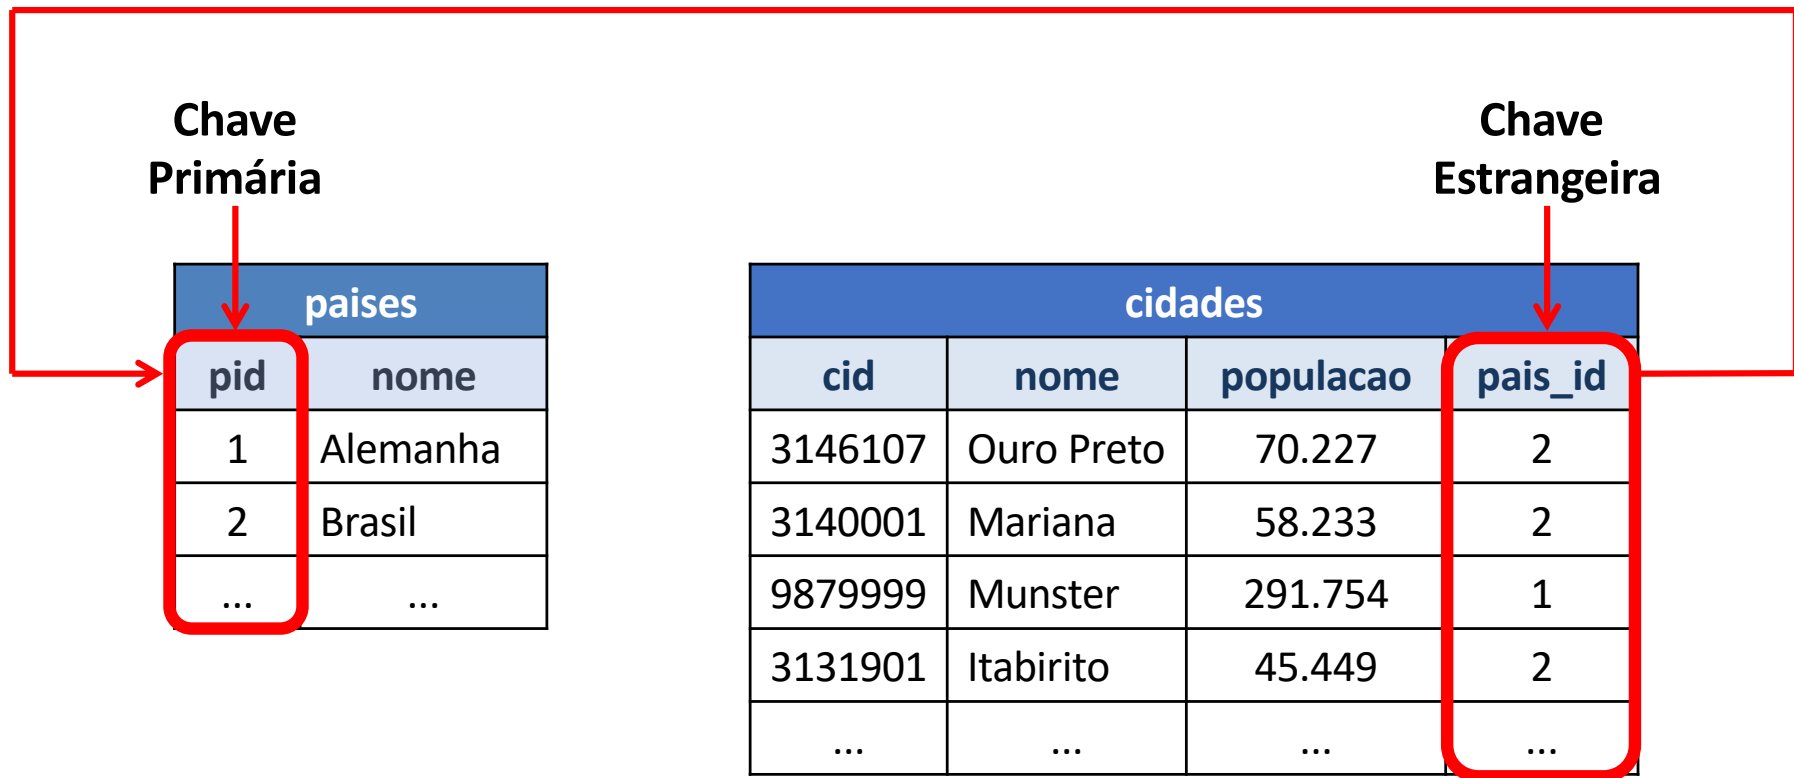 Chave
Primária
Chave
Estrangeira
paises
pid nome
1 Alemanha
2 Brasil
... ...
cidades
cid nome populacao pais_id
3146107 Ouro Preto 70.227 2
3140001 Mariana 58.233 2
9879999 Munster 291.754 1
3131901 Itabirito 45.449 2
... ... ... ...